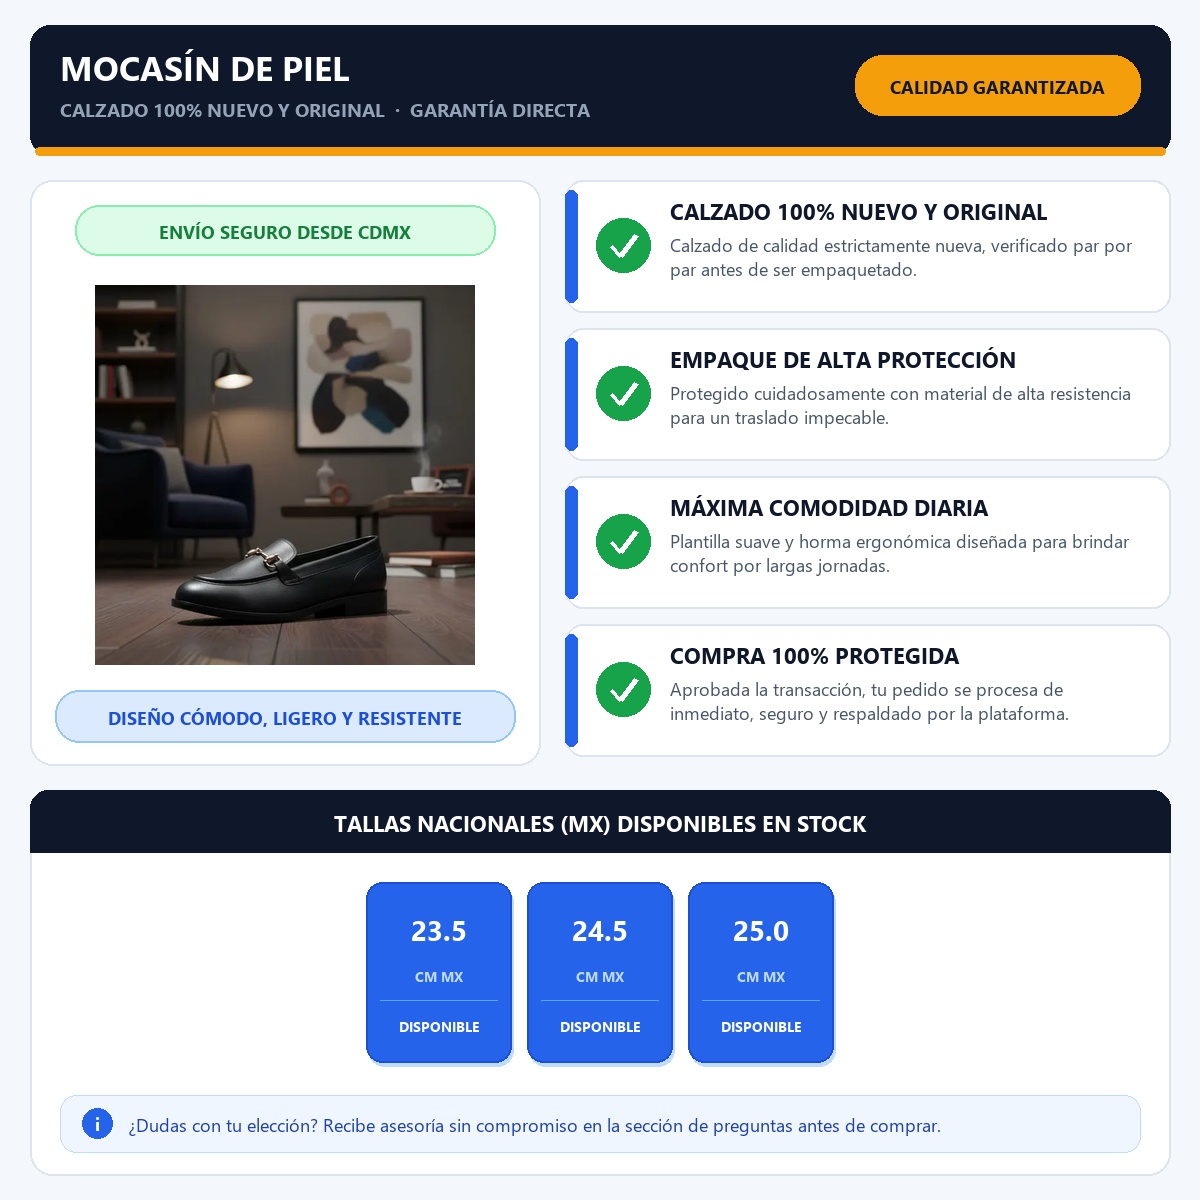 MOCASÍN DE PIEL
CALZADO 100% NUEVO Y ORIGINAL · GARANTÍA DIRECTA
CALIDAD GARANTIZADA
ENVÍO SEGURO DESDE CDMX
DISEÑO CÓMODO, LIGERO Y RESISTENTE
CALZADO 100% NUEVO Y ORIGINAL
Calzado de calidad estrictamente nueva, verificado par por
par antes de ser empaquetado.
EMPAQUE DE ALTA PROTECCIÓN
Protegido cuidadosamente con material de alta resistencia
para un traslado impecable.
MÁXIMA COMODIDAD DIARIA
Plantilla suave y horma ergonómica diseñada para brindar
confort por largas jornadas.
COMPRA 100% PROTEGIDA
Aprobada la transacción, tu pedido se procesa de
inmediato, seguro y respaldado por la plataforma.
TALLAS NACIONALES (MX) DISPONIBLES EN STOCK
23.5
CM MX
DISPONIBLE
24.5
CM MX
DISPONIBLE
25.0
CM MX
DISPONIBLE
¿Dudas con tu elección? Recibe asesoría sin compromiso en la sección de preguntas antes de comprar.